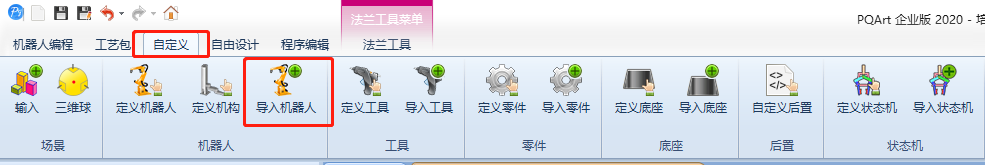 法兰工具菜单
PQArt 企业版 2020 - 培
机器人编程 工艺包 自定义 自由设计 程序编辑 法兰工具
输入 三维球 定义机器人 定义机构 导入机器人 定义工具 导入工具 定义零件 导入零件 定义底座 导入底座 自定义后置 定义状态机 导入状态机
场景 机器人 工具 零件 底座 后置 状态机